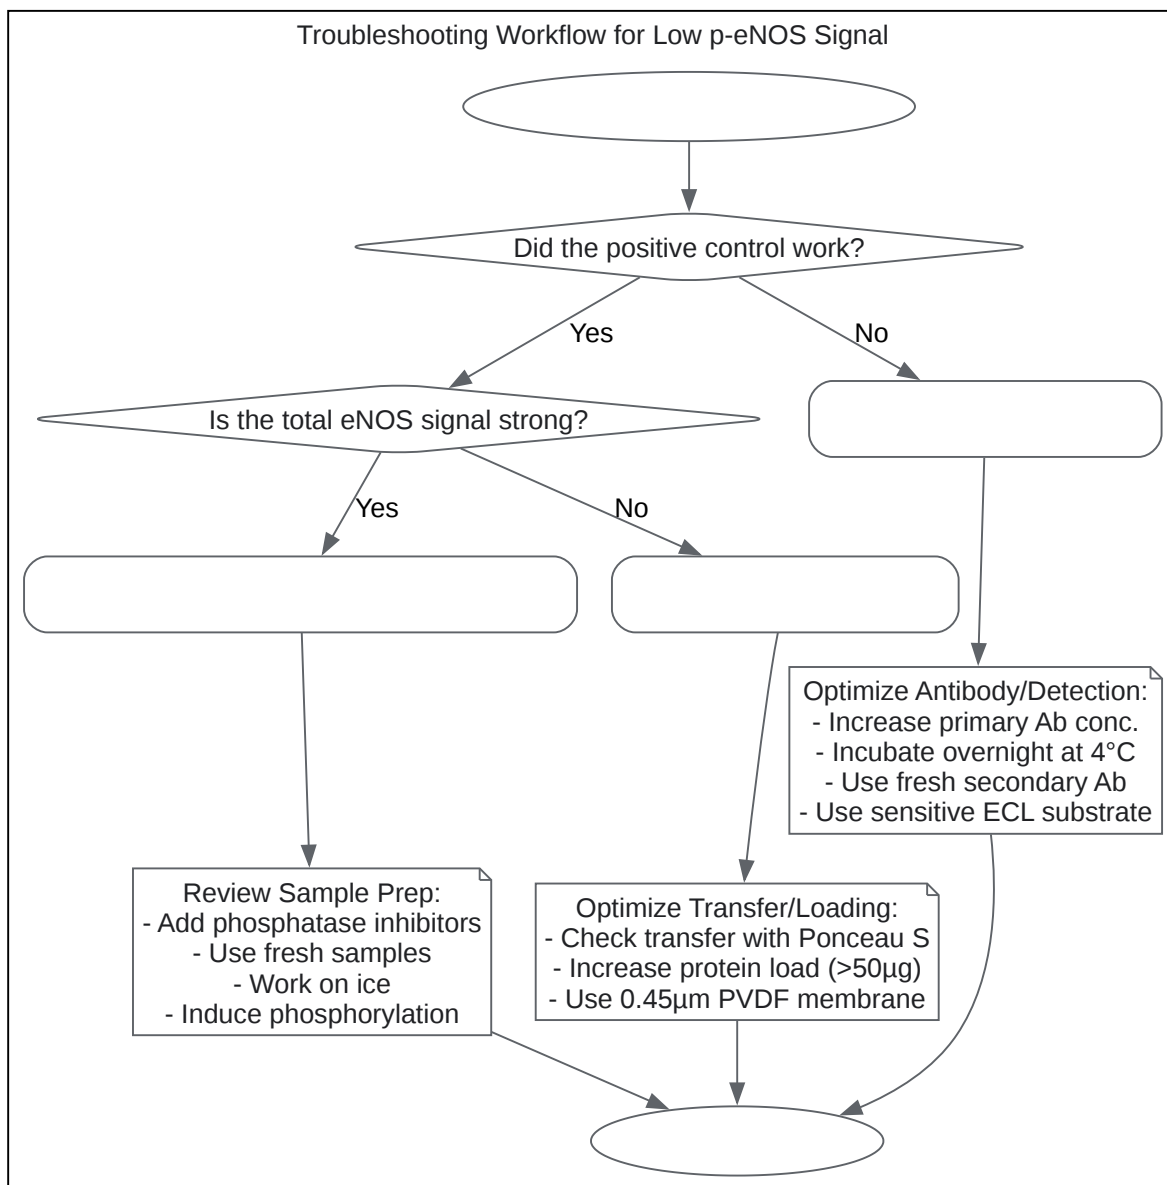 Troubleshooting Workflow for Low p-eNOS Signal
Did the positive control work?
Yes
No
Is the total eNOS signal strong?
Yes
No
Optimize Antibody/Detection:
- Increase primary Ab conc.
- Incubate overnight at 4°C
- Use fresh secondary Ab
- Use sensitive ECL substrate
Review Sample Prep:
- Add phosphatase inhibitors
- Use fresh samples
- Work on ice
- Induce phosphorylation
Optimize Transfer/Loading:
- Check transfer with Ponceau S
- Increase protein load (>50µg)
- Use 0.45µm PVDF membrane